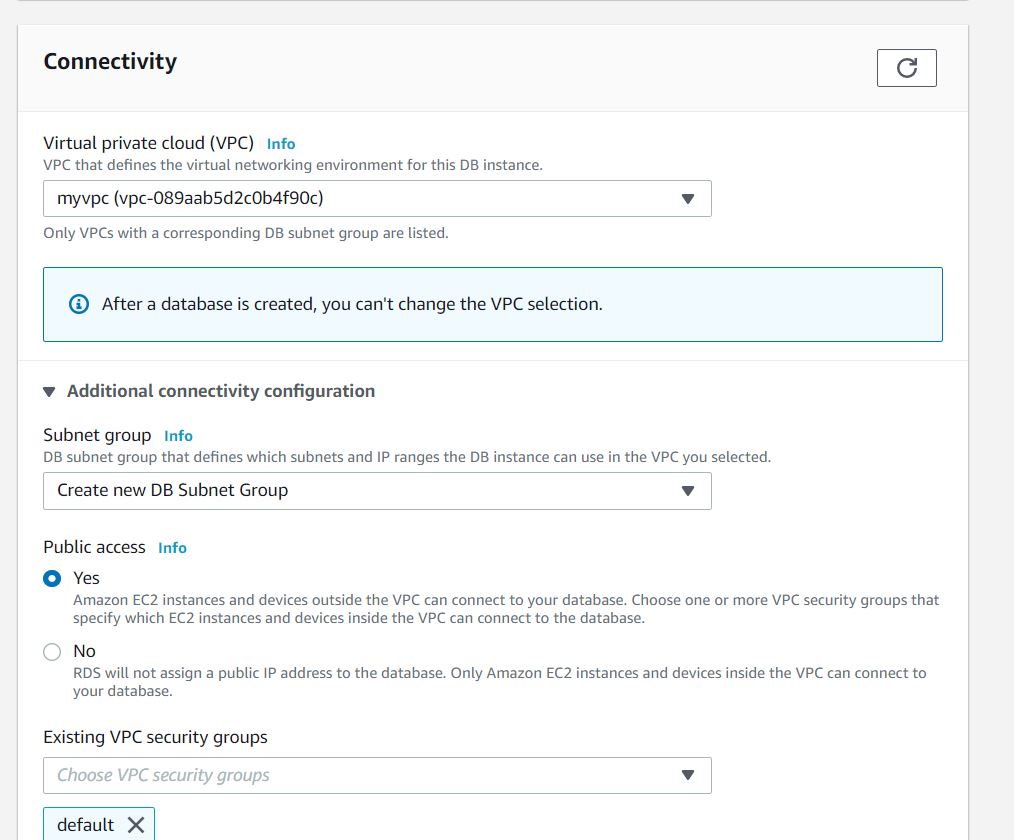 Connectivity
Virtual private cloud (VPC) Info
VPC that defines the virtual networking environment for this DB instance.
myvpc (vpc-089aab5d2c0b4f90c)
Only VPCs with a corresponding DB subnet group are listed.
After a database is created, you can't change the VPC selection.
Additional connectivity configuration
Subnet group Info
DB subnet group that defines which subnets and IP ranges the DB instance can use in the VPC you selected.
Create new DB Subnet Group
Public access Info
Yes
Amazon EC2 instances and devices outside the VPC can connect to your database. Choose one or more VPC security groups that
specify which EC2 instances and devices inside the VPC can connect to the database.
No
RDS will not assign a public IP address to the database. Only Amazon EC2 instances and devices inside the VPC can connect to
your database.
Existing VPC security groups
Choose VPC security groups
default